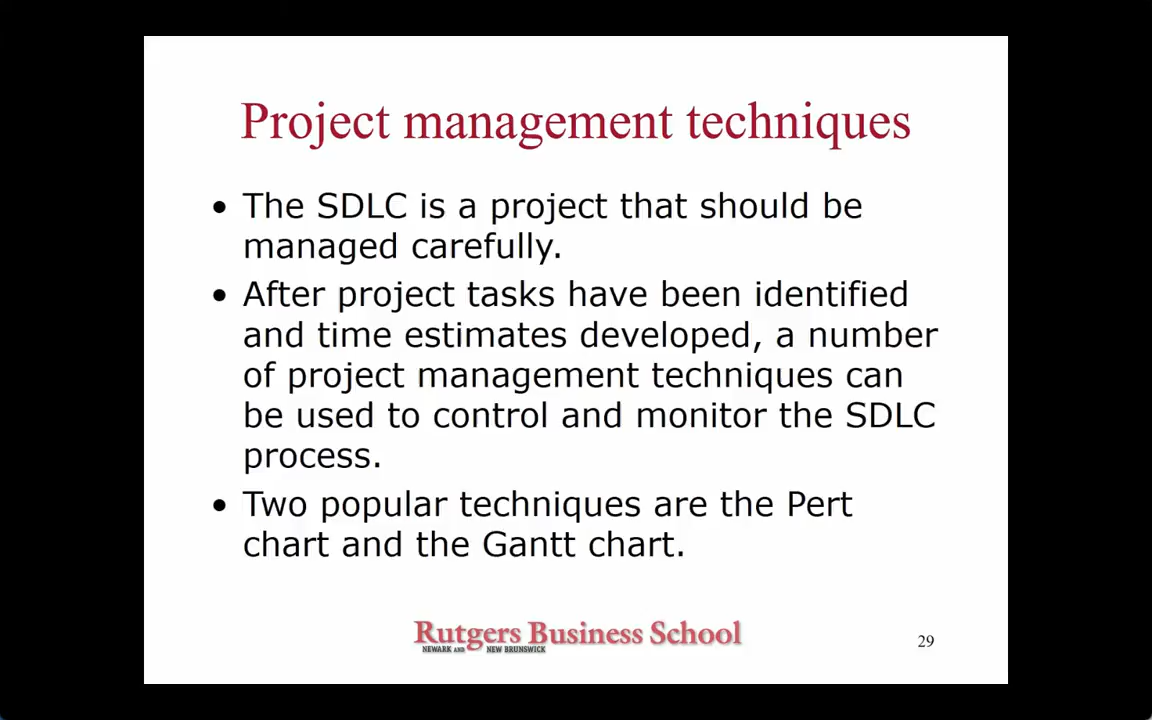 Project management techniques
• The SDLC is a project that should be
managed carefully.
• After project tasks have been identified
and time estimates developed, a number
of project management techniques can
be used to control and monitor the SDLC
process.
• Two popular techniques are the Pert
chart and the Gantt chart.
Rutgers Business School
NEWARK AND NEW BRUNSWICK
29